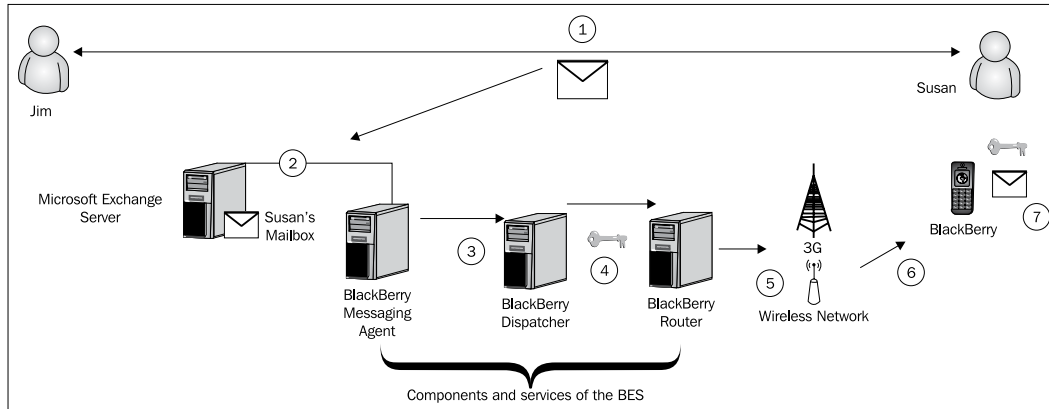 1
Jim
Susan
2
Microsoft Exchange
Server
Susan's
Mailbox
3
4
5
6
7
3G
BlackBerry
BlackBerry
Messaging
Agent
BlackBerry
Dispatcher
BlackBerry
Router
Wireless Network
Components and services of the BES